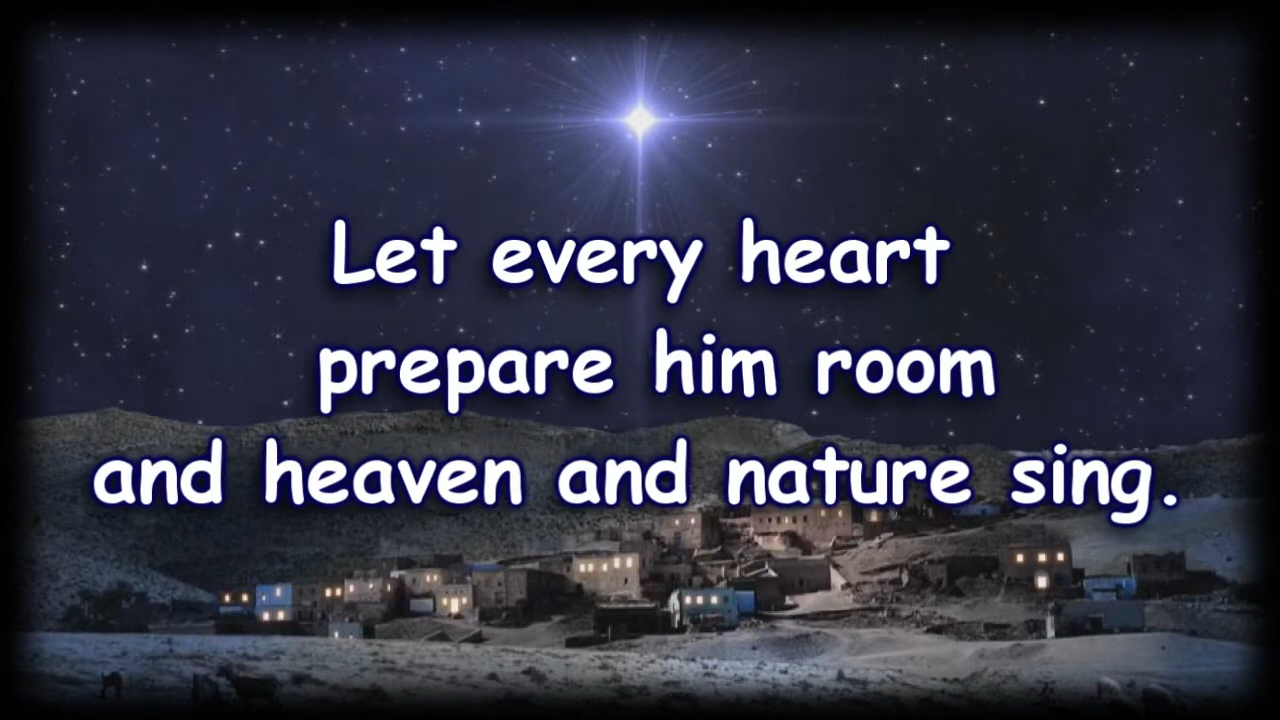 Let every heart
prepare him room
and heaven and nature sing.